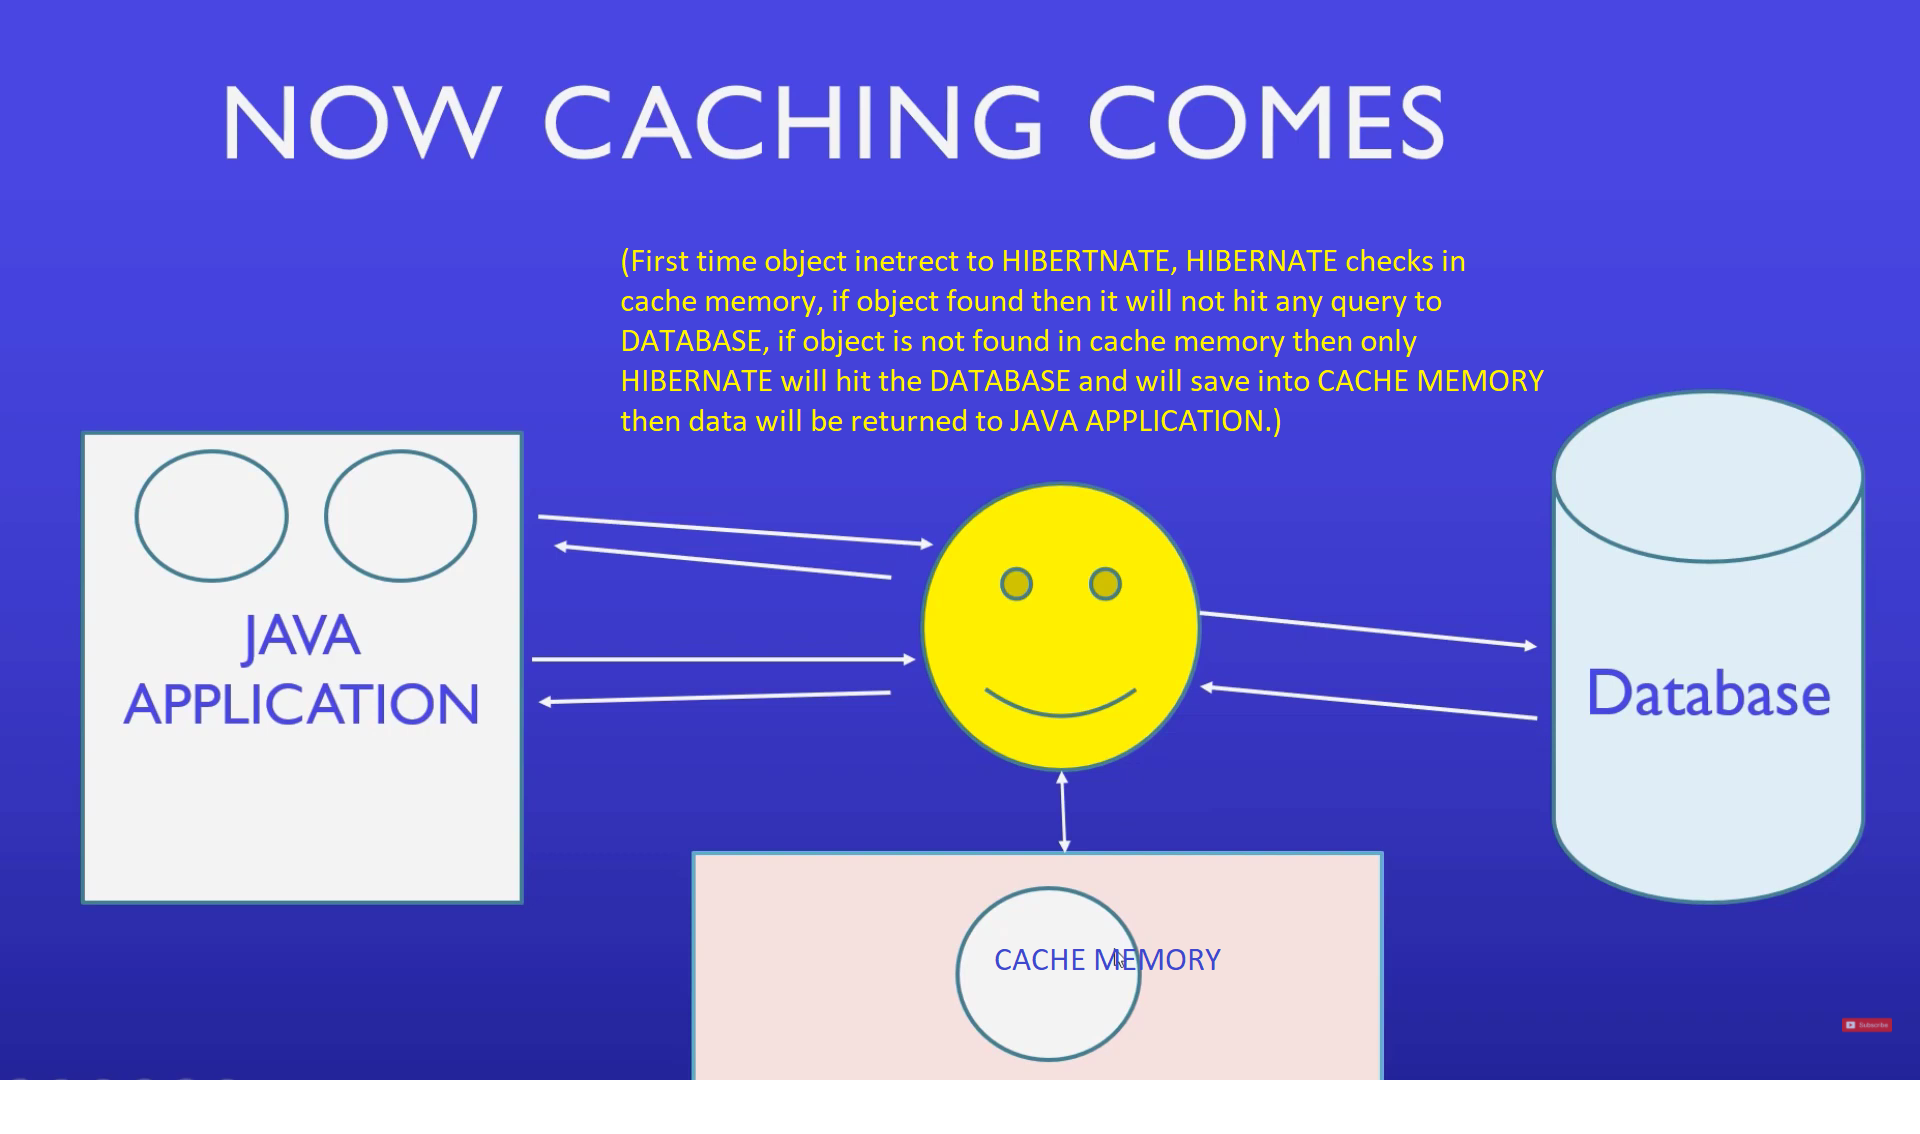 NOW CACHING COMES
(First time object inetrect to HIBERTNATE, HIBERNATE checks in
cache memory, if object found then it will not hit any query to
DATABASE, if object is not found in cache memory then only
HIBERNATE will hit the DATABASE and will save into CACHE MEMORY
then data will be returned to JAVA APPLICATION.)
JAVA
APPLICATION
Database
CACHE MEMORY
Subscribe